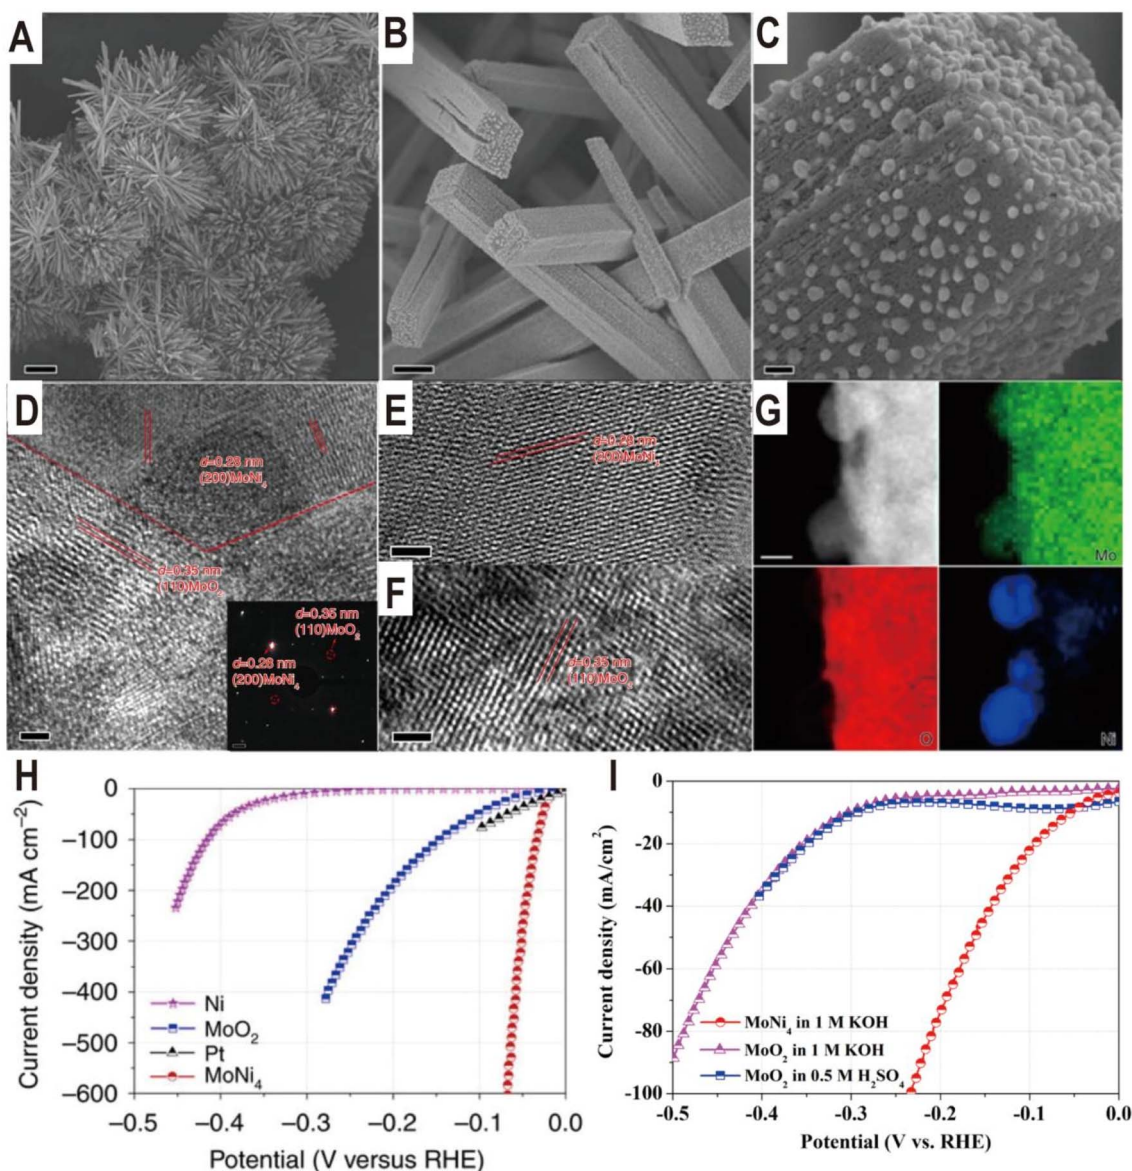 A
B
C
D
d=0.28 nm
(200)MoNi₄
d=0.35 nm
(110)MoO₂
d=0.35 nm
(110)MoO₂
d=0.28 nm
(200)MoNi₄
E
d=0.28 nm
(200)MoNi₄
F
d=0.35 nm
(110)MoO₂
G
Mo
O
Ni
H
0
–100
–200
–300
–400
–500
–600
Current density (mA cm⁻²)
Ni
MoO₂
Pt
MoNi₄
–0.5
–0.4
–0.3
–0.2
–0.1
0.0
Potential (V versus RHE)
I
0
-20
-40
-60
-80
-100
Current density (mA/cm²)
MoNi₄ in 1 M KOH
MoO₂ in 1 M KOH
MoO₂ in 0.5 M H₂SO₄
-0.5
-0.4
-0.3
-0.2
-0.1
0.0
Potential (V vs. RHE)